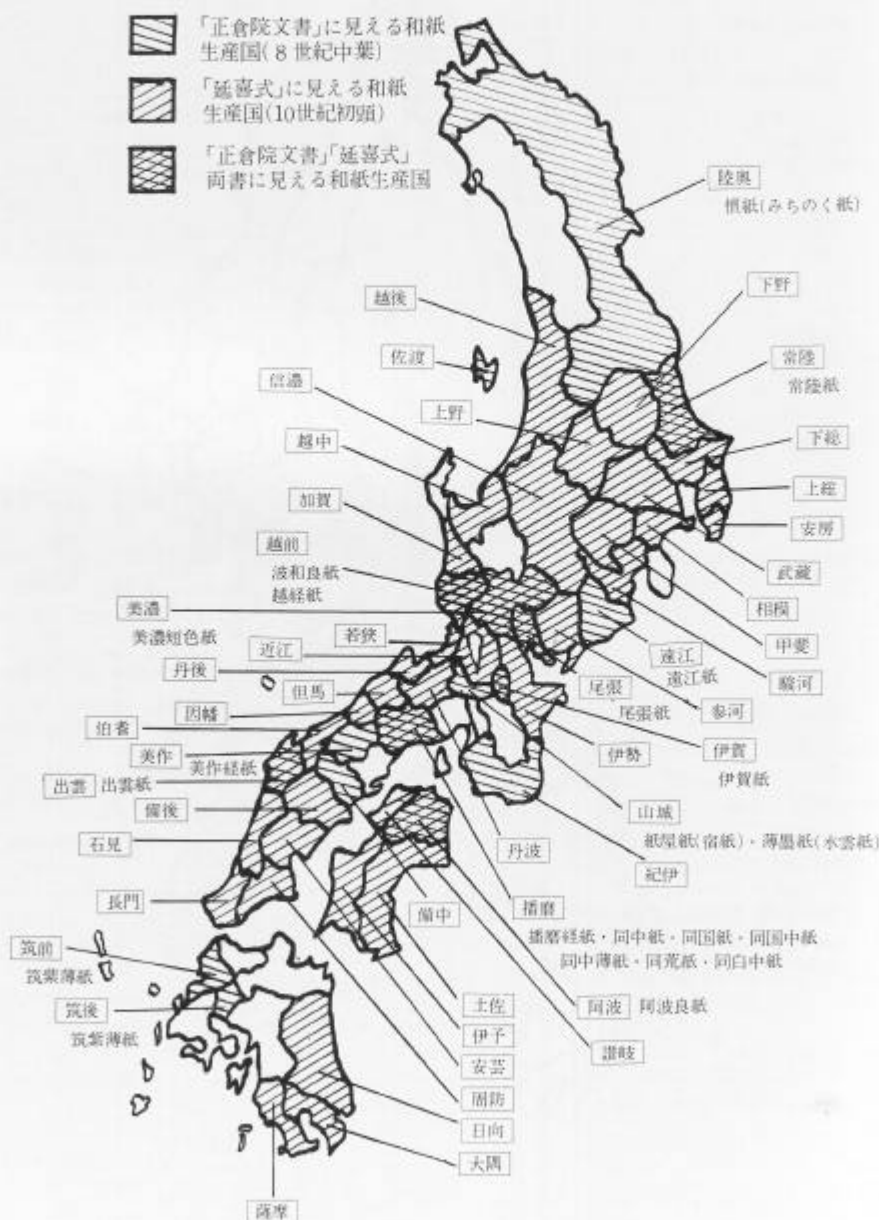 「正倉院文書」に見える和紙
生産国(8世紀中葉)
「延喜式」に見える和紙
生産国(10世紀初頭)
「正倉院文書」「延喜式」
両書に見える和紙生産国
陸奥
檟紙(みちのく紙)
下野
越後
佐渡
常陸
常陸紙
信濃
上野
下総
越中
上総
加賀
安房
越前
波和良紙
越経紙
武蔵
相模
美濃
美濃短色紙
若狭
甲斐
近江
遠江
遠江紙
丹後
駿河
但馬
尾張
尾張紙
参河
因幡
伯耆
伊勢
伊賀
伊賀紙
美作
美作経紙
出雲 出雲紙
山城
紙屋紙(宿紙)・薄墨紙(水雲紙)
備後
丹波
石見
紀伊
長門
備中
播磨
播磨経紙・同中紙・同国紙・同国中紙
同中薄紙・同荒紙・同白中紙
筑前
筑紫薄紙
筑後
筑紫薄紙
土佐
阿波 阿波良紙
伊予
讃岐
安芸
周防
日向
大隅
薩摩